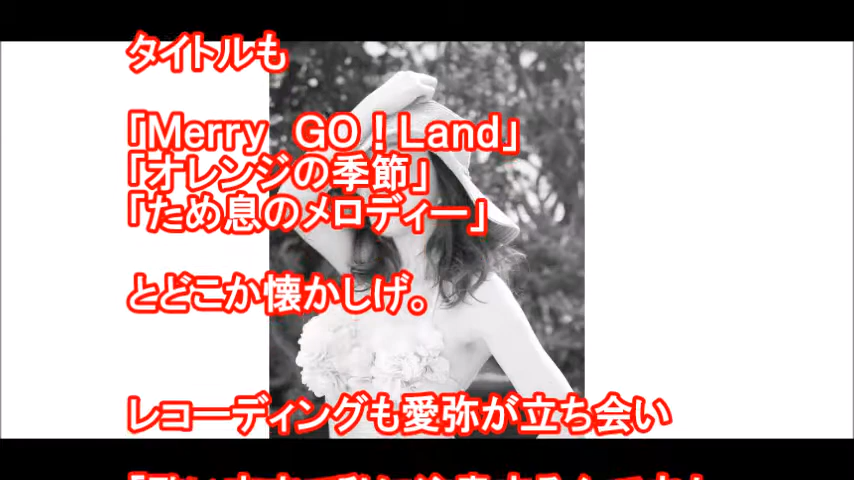 タイトルも
「Merry　GO！Land」
「オレンジの季節」
「ため息のメロディー」
とどこか懐かしげ。
レコーディングも愛弥が立ち会い